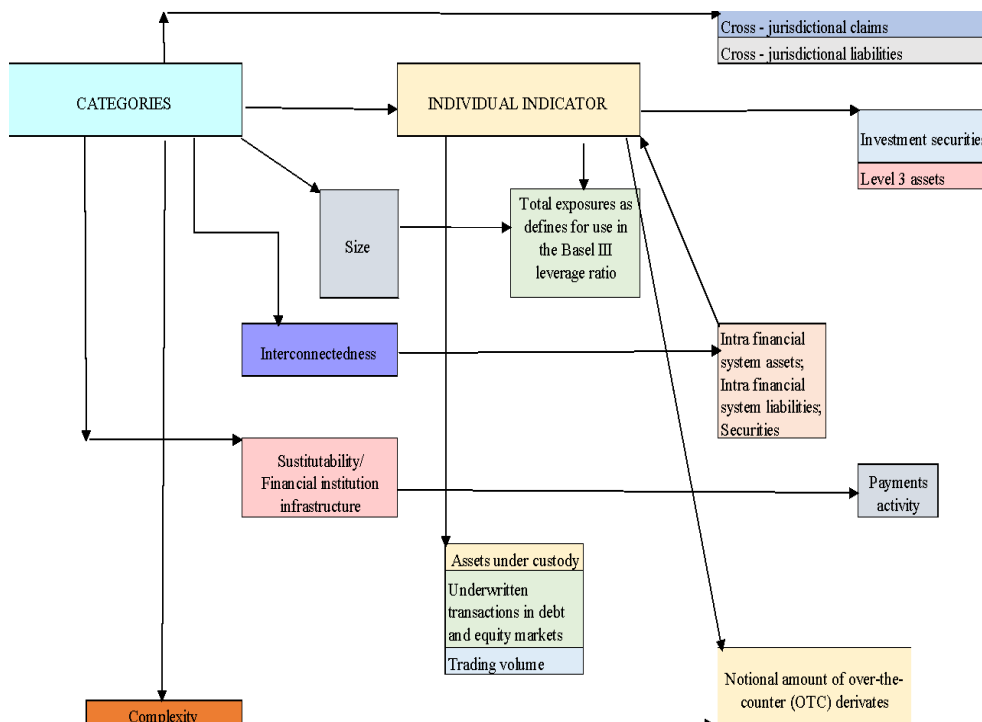 Cross - jurisdictional claims
Cross - jurisdictional liabilities
CATEGORIES
INDIVIDUAL INDICATOR
Investment securities
Level 3 assets
Size
Total exposures as
defines for use in
the Basel III
leverage ratio
Interconnectedness
Intra financial
system assets;
Intra financial
system liabilities;
Securities
Sustitutability/
Financial institution
infrastructure
Payments
activity
Assets under custody
Underwritten
transactions in debt
and equity markets
Trading volume
Notional amount of over-the-
counter (OTC) derivates
Complexity